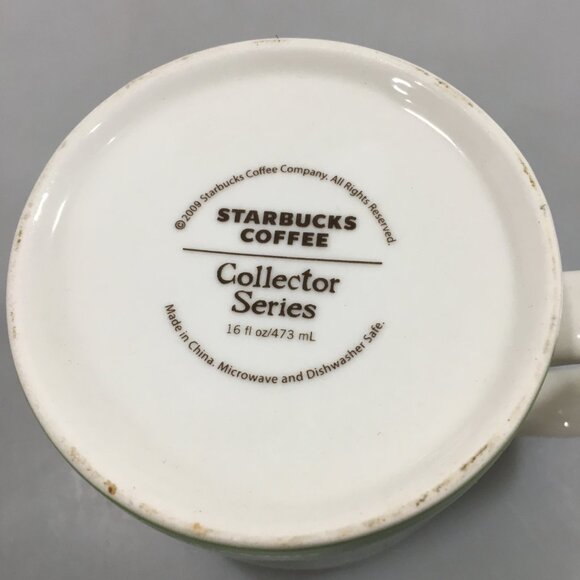 ©2009 Starbucks Coffee Company. All Rights Reserved.
STARBUCKS
COFFEE
Collector
Series
16 fl oz/473 mL
Made in China. Microwave and Dishwasher Safe.